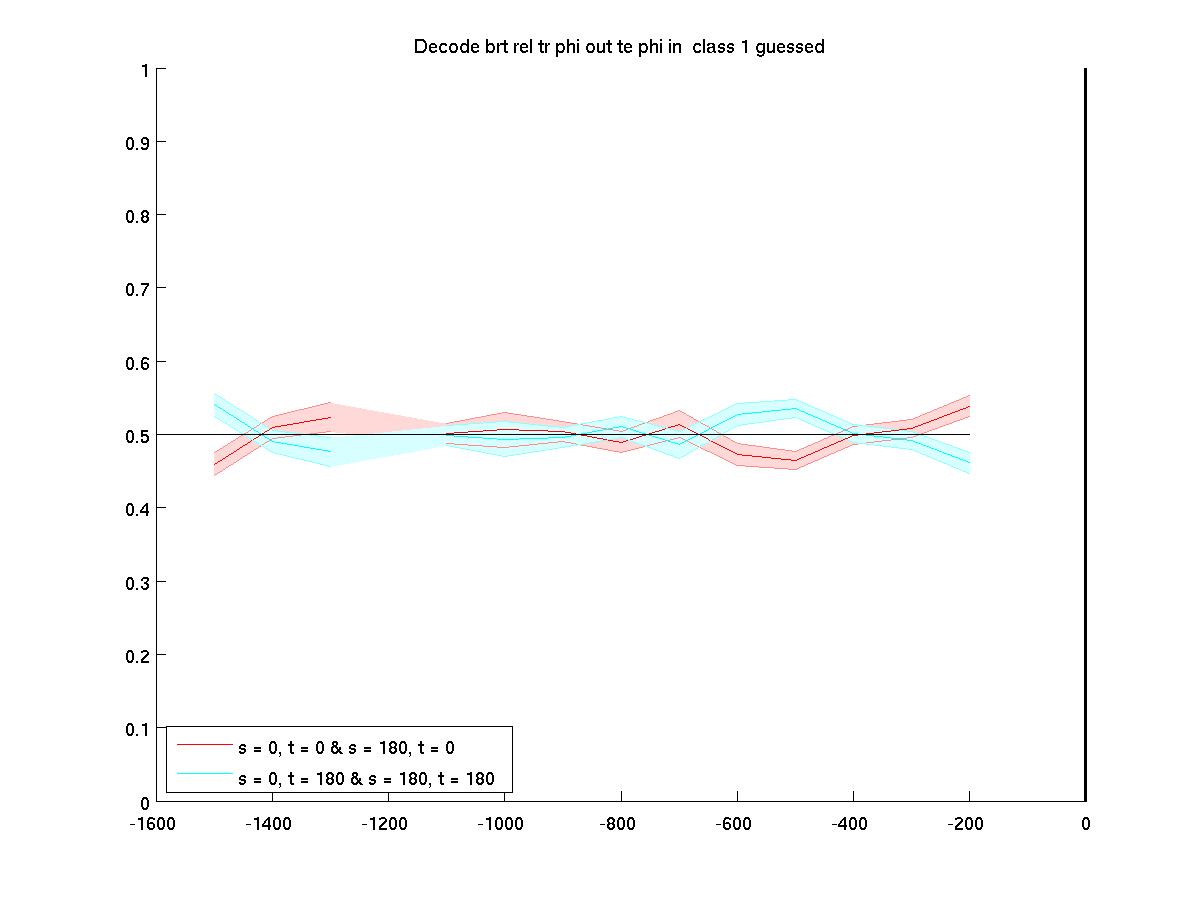 Decode brt rel tr phi out te phi in  class 1 guessed
1
0.9
0.8
0.7
0.6
0.5
0.4
0.3
0.2
0.1
0
s = 0, t = 0 & s = 180, t = 0
s = 0, t = 180 & s = 180, t = 180
-1600 -1400 -1200 -1000 -800 -600 -400 -200 0